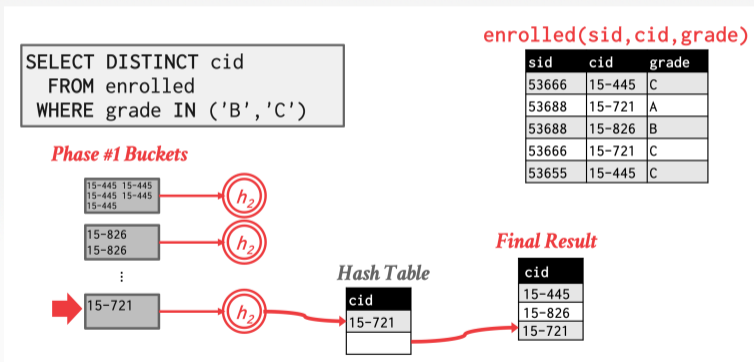 enrolled(sid,cid,grade)
SELECT DISTINCT cid
FROM enrolled
WHERE grade IN ('B','C')
sid cid grade
53666 15-445 C
53688 15-721 A
53688 15-826 B
53666 15-721 C
53655 15-445 C
Phase #1 Buckets
15-445 15-445
15-445 15-445
15-445
h2
15-826
15-826
h2
⋮
15-721
h2
Hash Table
cid
15-721
Final Result
cid
15-445
15-826
15-721